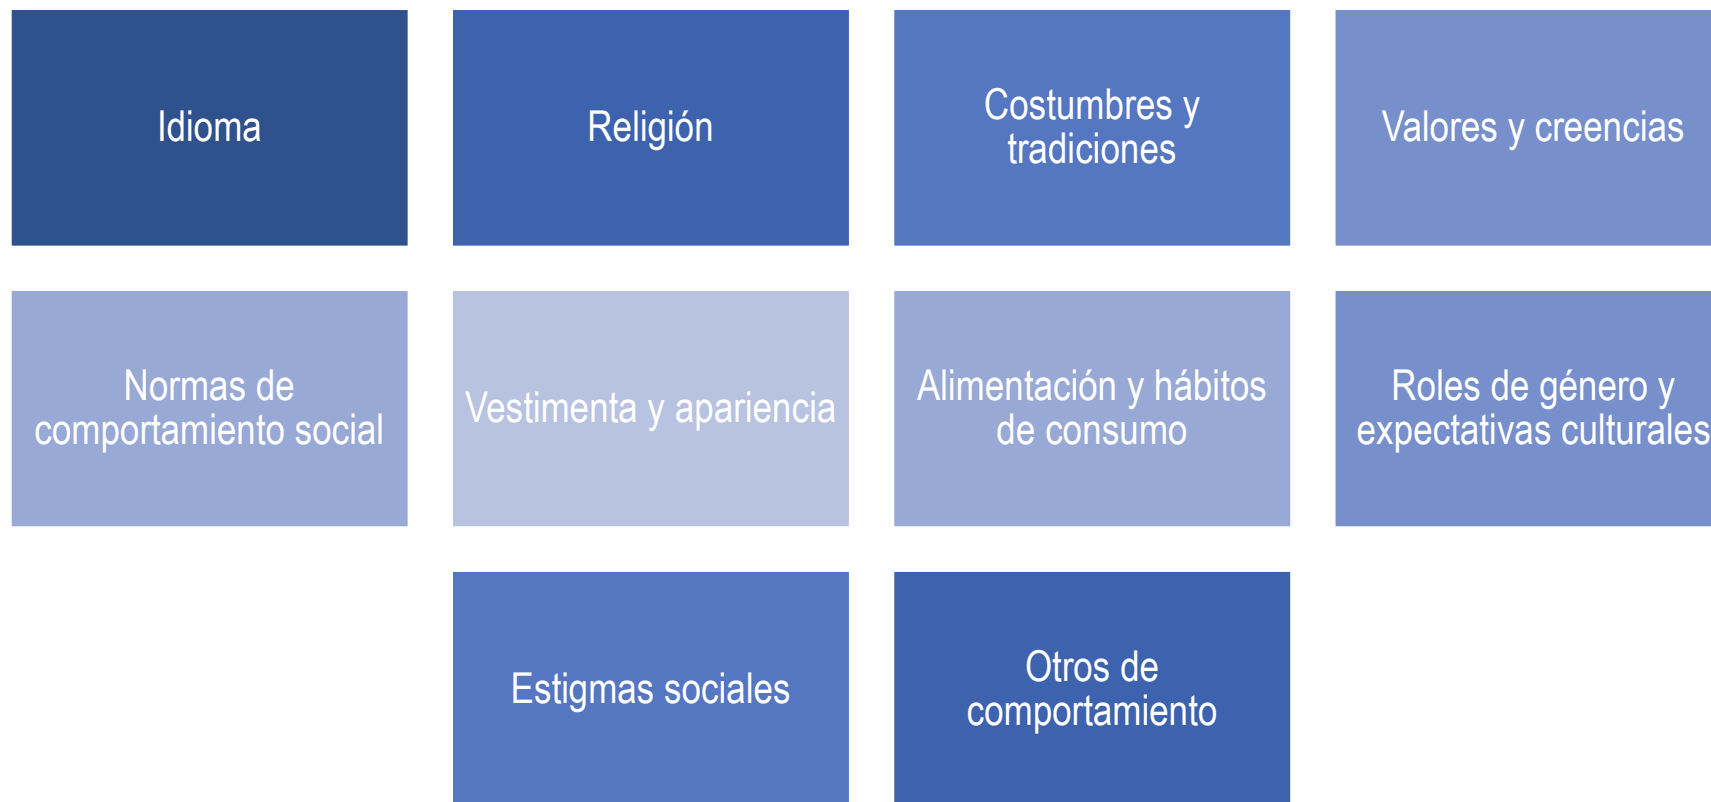 Idioma
Religión
Costumbres y
tradiciones
Valores y creencias
Normas de
comportamiento social
Vestimenta y apariencia
Alimentación y hábitos
de consumo
Roles de género y
expectativas culturales
Estigmas sociales
Otros de
comportamiento